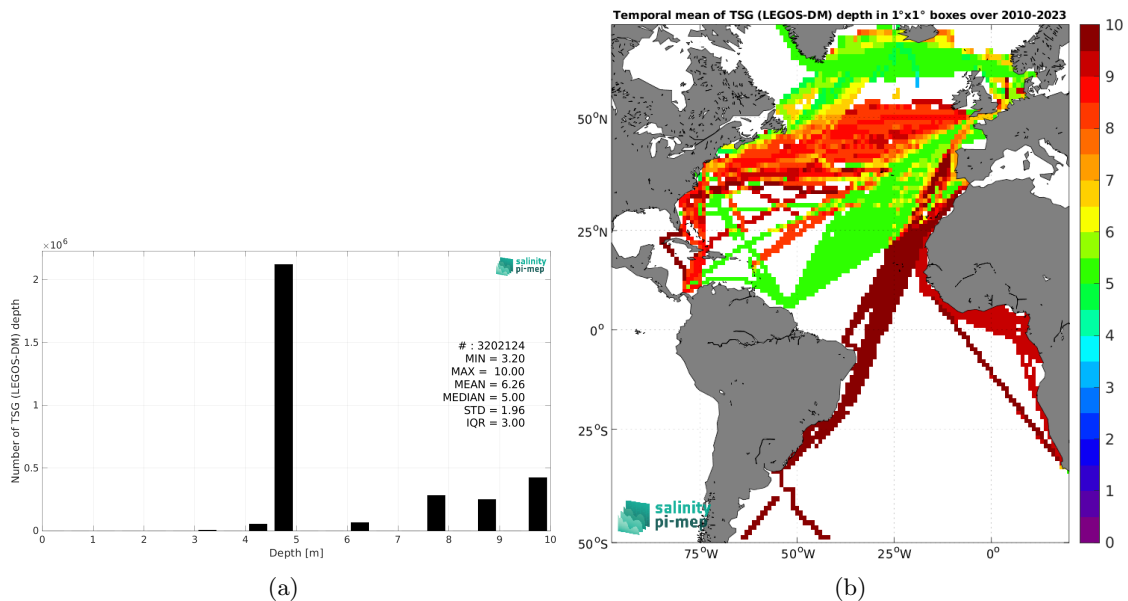 ×10⁶
Number of TSG (LEGOS-DM) depth
2
1.5
1
0.5
0
0 1 2 3 4 5 6 7 8 9 10
Depth [m]
salinity
pi-mep
# : 3202124
MIN = 3.20
MAX = 10.00
MEAN = 6.26
MEDIAN = 5.00
STD = 1.96
IQR = 3.00
(a)
Temporal mean of TSG (LEGOS-DM) depth in 1°x1° boxes over 2010-2023
50°N
25°N
0°
25°S
50°S
75°W 50°W 25°W 0°
salinity
pi-mep
10
9
8
7
6
5
4
3
2
1
0
(b)